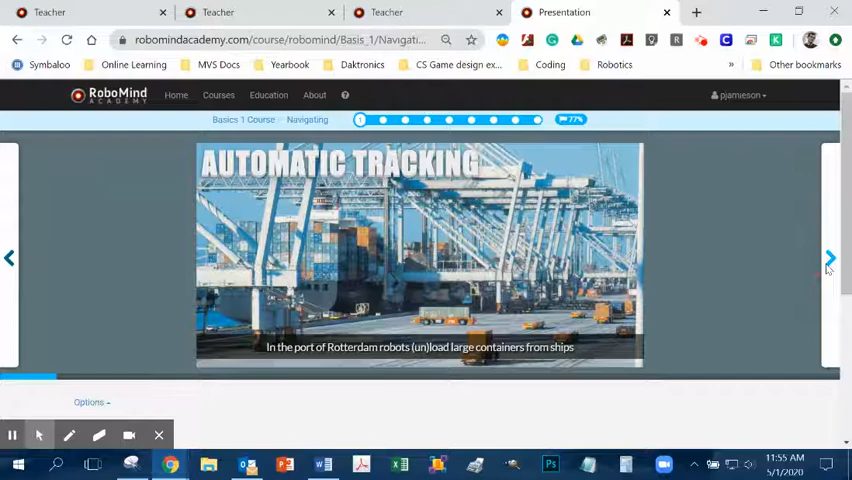 Teacher
Teacher
Teacher
Presentation
robomindacademy.com/course/robomind/Basis_1/Navigati...
Symbaloo
Online Learning
MVS Docs
Yearbook
Daktronics
CS Game design ex...
Coding
Robotics
»
Other bookmarks
ROBOMIND
ACADEMY
Home
Courses
Education
About
pjamieson
Basics 1 Course
Navigating
1
77%
AUTOMATIC TRACKING
In the port of Rotterdam robots (un)load large containers from ships
Options
11:55 AM
5/1/2020